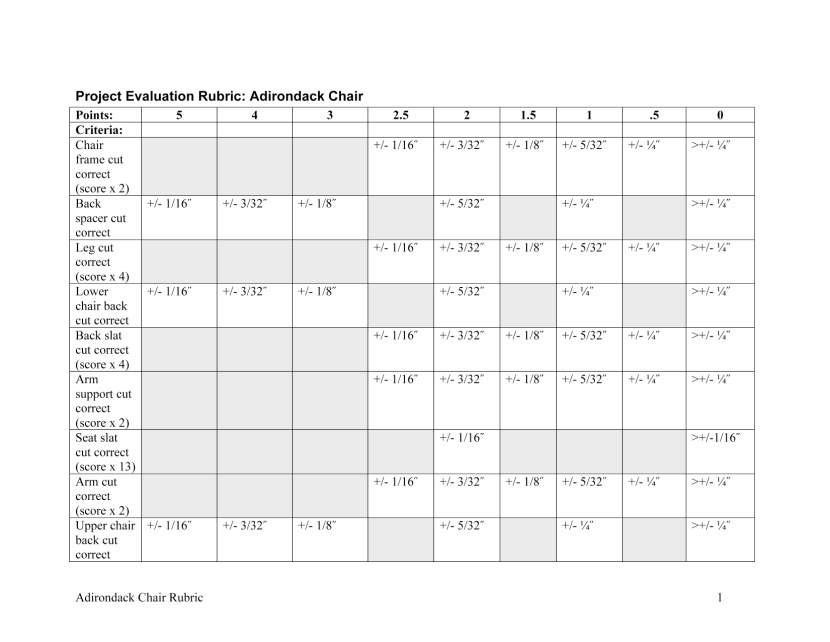 Project Evaluation Rubric: Adirondack Chair
Points: 5 4 3 2.5 2 1.5 1 .5 0
Criteria:
Chair +/- 1/16˝ +/- 3/32˝ +/- 1/8˝ +/- 5/32˝ +/- ¼˝ >+/- ¼˝
frame cut
correct
(score x 2)
Back +/- 1/16˝ +/- 3/32˝ +/- 1/8˝ +/- 5/32˝ +/- ¼˝ >+/- ¼˝
spacer cut
correct
Leg cut +/- 1/16˝ +/- 3/32˝ +/- 1/8˝ +/- 5/32˝ +/- ¼˝ >+/- ¼˝
correct
(score x 4)
Lower +/- 1/16˝ +/- 3/32˝ +/- 1/8˝ +/- 5/32˝ +/- ¼˝ >+/- ¼˝
chair back
cut correct
Back slat +/- 1/16˝ +/- 3/32˝ +/- 1/8˝ +/- 5/32˝ +/- ¼˝ >+/- ¼˝
cut correct
(score x 4)
Arm +/- 1/16˝ +/- 3/32˝ +/- 1/8˝ +/- 5/32˝ +/- ¼˝ >+/- ¼˝
support cut
correct
(score x 2)
Seat slat +/- 1/16˝ >+/-1/16˝
cut correct
(score x 13)
Arm cut +/- 1/16˝ +/- 3/32˝ +/- 1/8˝ +/- 5/32˝ +/- ¼˝ >+/- ¼˝
correct
(score x 2)
Upper chair +/- 1/16˝ +/- 3/32˝ +/- 1/8˝ +/- 5/32˝ +/- ¼˝ >+/- ¼˝
back cut
correct
Adirondack Chair Rubric 1